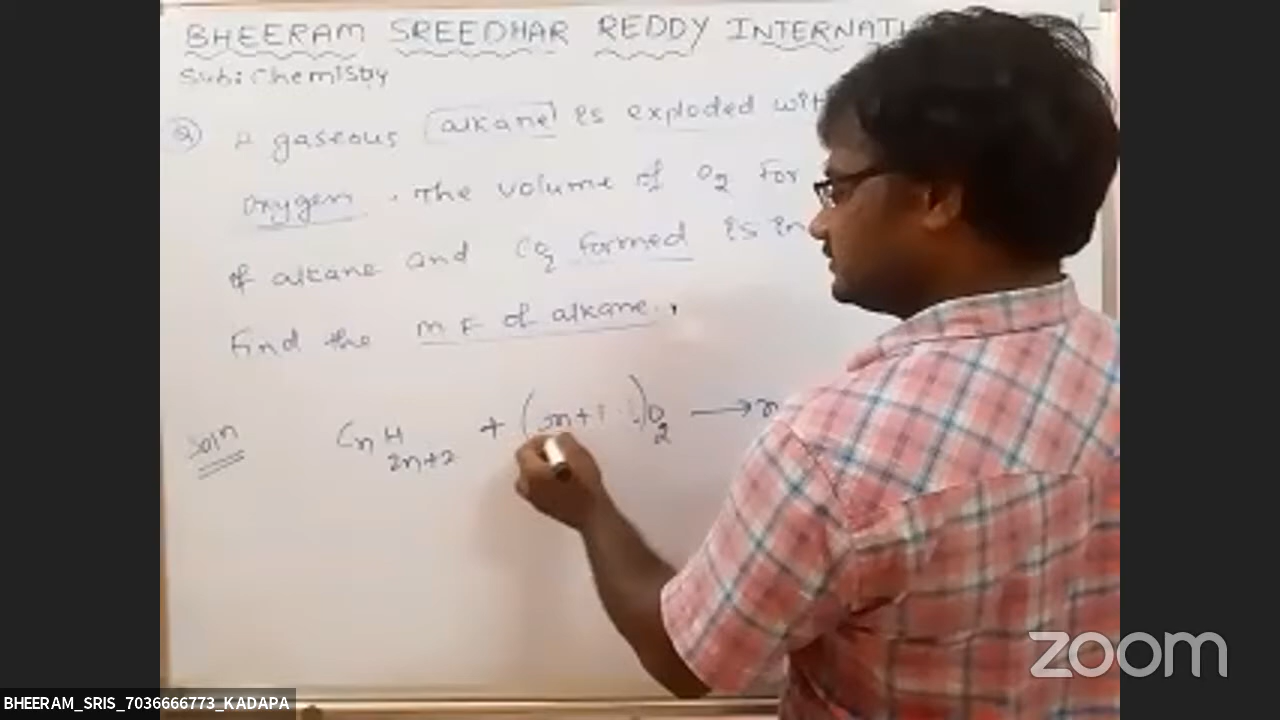 BHEERAM SREEDHAR REDDY INTERNATI
Sub: Chemistry
Q) A gaseous alkane is exploded with
oxygen. The volume of O2 for
of alkane and CO2 formed is in
Find the MF of alkane.
Soln CnH2n+2 + ( 3n+1 )O2 → n
zoom
BHEERAM_SRIS_7036666773_KADAPA